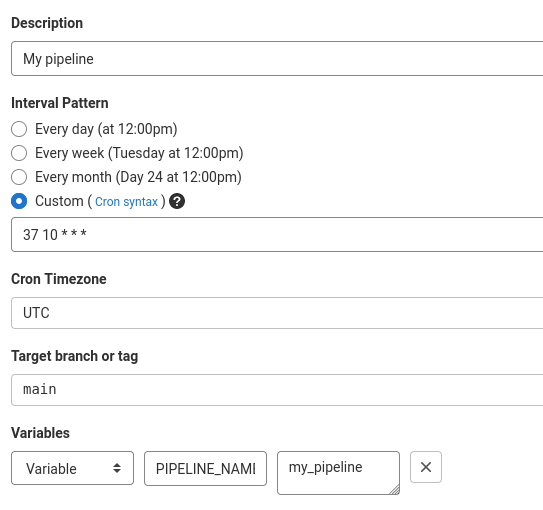 Description
My pipeline
Interval Pattern
Every day (at 12:00pm)
Every week (Tuesday at 12:00pm)
Every month (Day 24 at 12:00pm)
Custom ( Cron syntax ) ?
37 10 * * *
Cron Timezone
UTC
Target branch or tag
main
Variables
Variable PIPELINE_NAMI my_pipeline